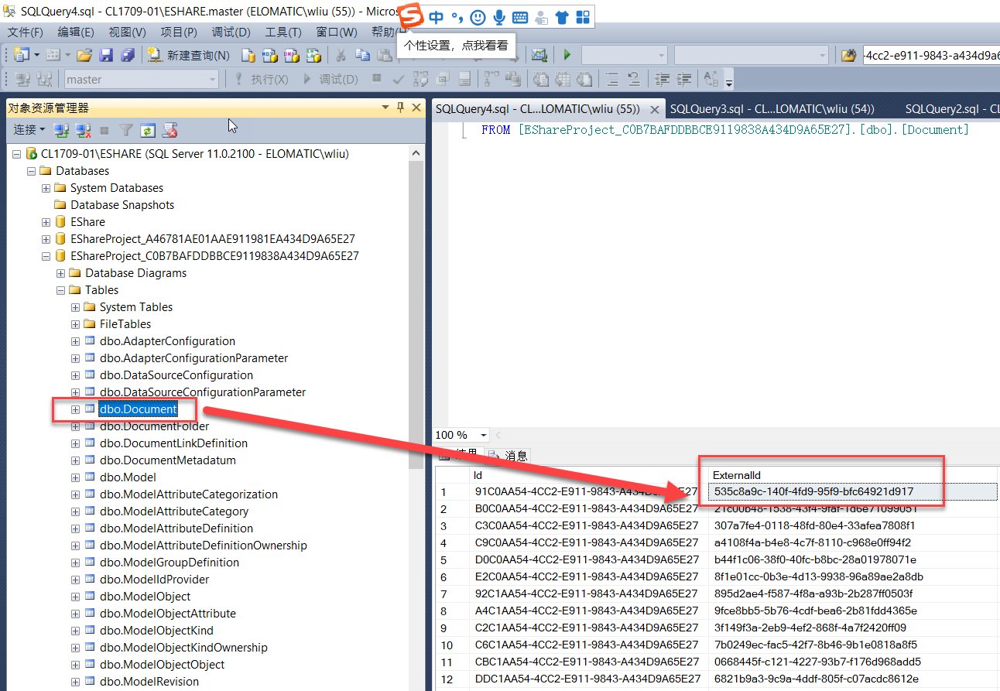 SQLQuery4.sql - CL1709-01\ESHARE.master (ELOMATIC\wliu (55)) - Micros
中
文件(F) 编辑(E) 视图(V) 项目(P) 调试(D) 工具(T) 窗口(W) 帮助(H
个性设置，点我看看
新建查询(N)
-4cc2-e911-9843-a434d9a6
master
执行(X) 调试(D)
对象资源管理器
SQLQuery4.sql - CL...LOMATIC\wliu (55)) SQLQuery3.sql - CL...LOMATIC\wliu (54)) SQLQuery2.sql - CL
连接
FROM [EShareProject_C0B7BAFDDBBCE9119838A434D9A65E27].[dbo].[Document]
CL1709-01\ESHARE (SQL Server 11.0.2100 - ELOMATIC\wliu)
Databases
System Databases
Database Snapshots
EShare
EShareProject_A46781AE01AAE911981EA434D9A65E27
EShareProject_C0B7BAFDDBBCE9119838A434D9A65E27
Database Diagrams
Tables
System Tables
FileTables
dbo.AdapterConfiguration
dbo.AdapterConfigurationParameter
dbo.DataSourceConfiguration
dbo.DataSourceConfigurationParameter
dbo.Document
dbo.DocumentFolder
dbo.DocumentLinkDefinition
dbo.DocumentMetadatum
dbo.Model
dbo.ModelAttributeCategorization
dbo.ModelAttributeCategory
dbo.ModelAttributeDefinition
dbo.ModelAttributeDefinitionOwnership
dbo.ModelGroupDefinition
dbo.ModelIdProvider
dbo.ModelObject
dbo.ModelObjectAttribute
dbo.ModelObjectKind
dbo.ModelObjectKindOwnership
dbo.ModelObjectObject
dbo.ModelRevision
100 %
结果 消息
Id ExternalId
1 91C0AA54-4CC2-E911-9843-A434D9A65E27 535c8a9c-140f-4fd9-95f9-bfc64921d917
2 B0C0AA54-4CC2-E911-9843-A434D9A65E27 21c00b48-1538-43f4-9faf-1d6e71099051
3 C3C0AA54-4CC2-E911-9843-A434D9A65E27 307a7fe4-0118-48fd-80e4-33afea7808f1
4 C9C0AA54-4CC2-E911-9843-A434D9A65E27 a4108f4a-b4e8-4c7f-8110-c968e0ff94f2
5 D0C0AA54-4CC2-E911-9843-A434D9A65E27 b44f1c06-38f0-40fc-b8bc-28a01978071e
6 E2C0AA54-4CC2-E911-9843-A434D9A65E27 8f1e01cc-0b3e-4d13-9938-96a89ae2a8db
7 92C1AA54-4CC2-E911-9843-A434D9A65E27 895d2ae4-f587-4f8a-a93b-2b287ff0503f
8 A4C1AA54-4CC2-E911-9843-A434D9A65E27 9fce8bb5-5b76-4cdf-bea6-2b81fdd4365e
9 C2C1AA54-4CC2-E911-9843-A434D9A65E27 3f149f3a-2eb9-4ef2-868f-4a7f2420ff09
10 C6C1AA54-4CC2-E911-9843-A434D9A65E27 7b0249ec-fac5-42f7-8b46-9b1e0818a8f5
11 CBC1AA54-4CC2-E911-9843-A434D9A65E27 0668445f-c121-4227-93b7-f176d968add5
12 DDC1AA54-4CC2-E911-9843-A434D9A65E27 6821b9a3-9c9a-4ddf-805f-c07acdc8612e